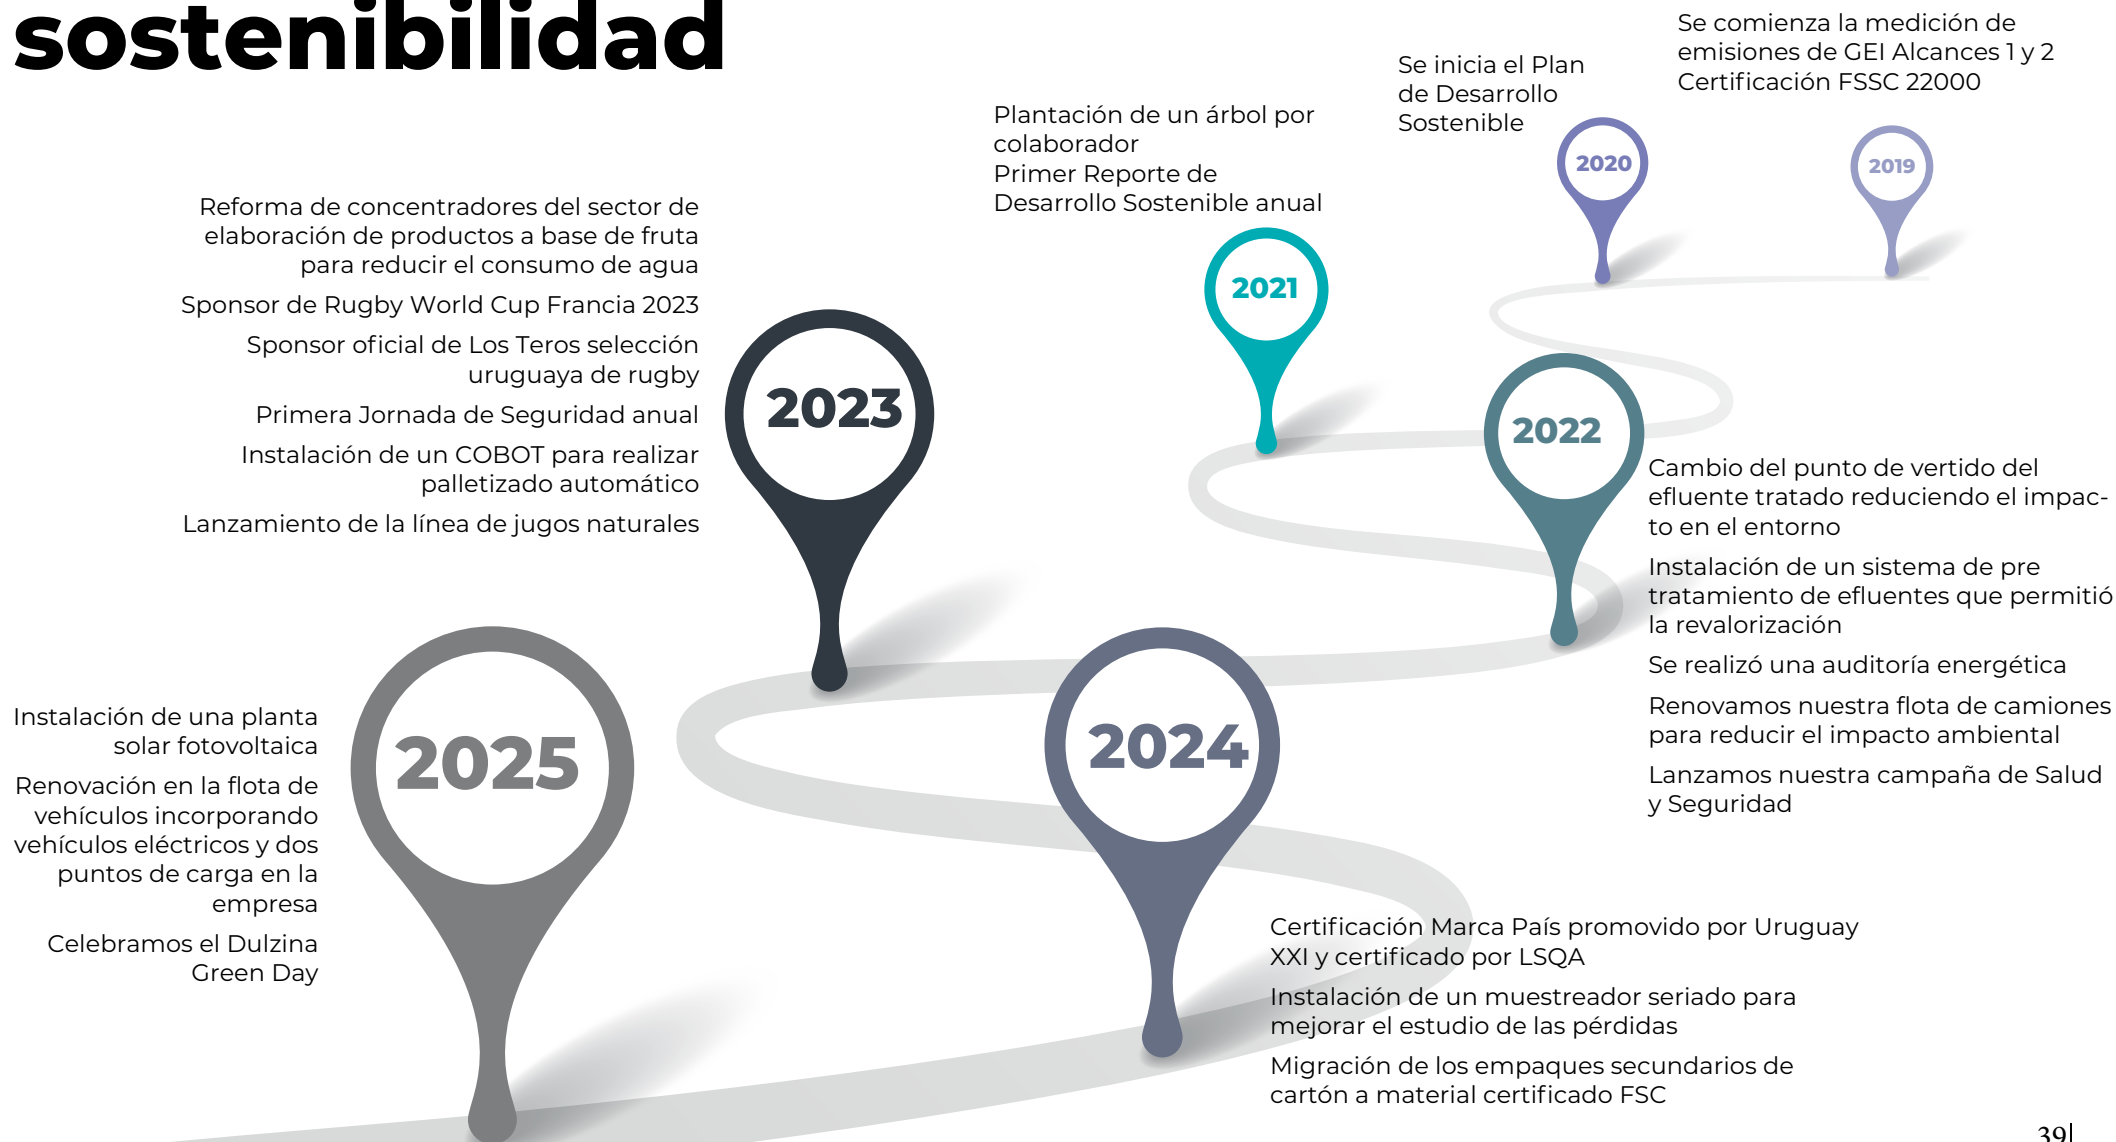 sostenibilidad
Se comienza la medición de
emisiones de GEI Alcances 1 y 2
Certificación FSSC 22000
2019
Se inicia el Plan
de Desarrollo
Sostenible
2020
Plantación de un árbol por
colaborador
Primer Reporte de
Desarrollo Sostenible anual
2021
2022
Cambio del punto de vertido del
efluente tratado reduciendo el impac-
to en el entorno
Instalación de un sistema de pre
tratamiento de efluentes que permitió
la revalorización
Se realizó una auditoría energética
Renovamos nuestra flota de camiones
para reducir el impacto ambiental
Lanzamos nuestra campaña de Salud
y Seguridad
Reforma de concentradores del sector de
elaboración de productos a base de fruta
para reducir el consumo de agua
Sponsor de Rugby World Cup Francia 2023
Sponsor oficial de Los Teros selección
uruguaya de rugby
Primera Jornada de Seguridad anual
Instalación de un COBOT para realizar
palletizado automático
Lanzamiento de la línea de jugos naturales
2023
2024
Certificación Marca País promovido por Uruguay
XXI y certificado por LSQA
Instalación de un muestreador seriado para
mejorar el estudio de las pérdidas
Migración de los empaques secundarios de
cartón a material certificado FSC
Instalación de una planta
solar fotovoltaica
Renovación en la flota de
vehículos incorporando
vehículos eléctricos y dos
puntos de carga en la
empresa
Celebramos el Dulzina
Green Day
2025
39|